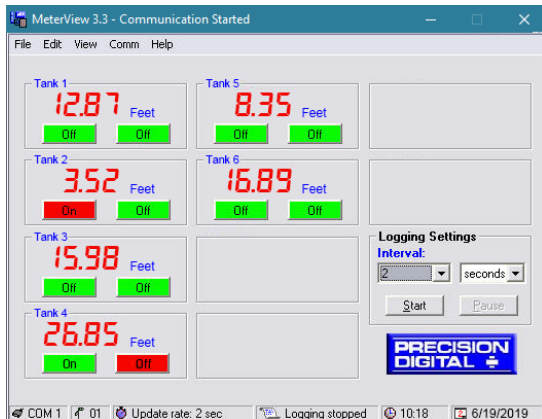 MeterView 3.3 - Communication Started
File Edit View Comm Help
Tank 1
12.87 Feet
Off Off
Tank 2
3.52 Feet
On Off
Tank 3
15.98 Feet
Off Off
Tank 4
26.85 Feet
On Off
Tank 5
8.35 Feet
Off Off
Tank 6
16.89 Feet
Off Off
Logging Settings
Interval:
2 seconds
Start Pause
PRECISION
DIGITAL
COM 1 01 Update rate: 2 sec Logging stopped 10:18 6/19/2019